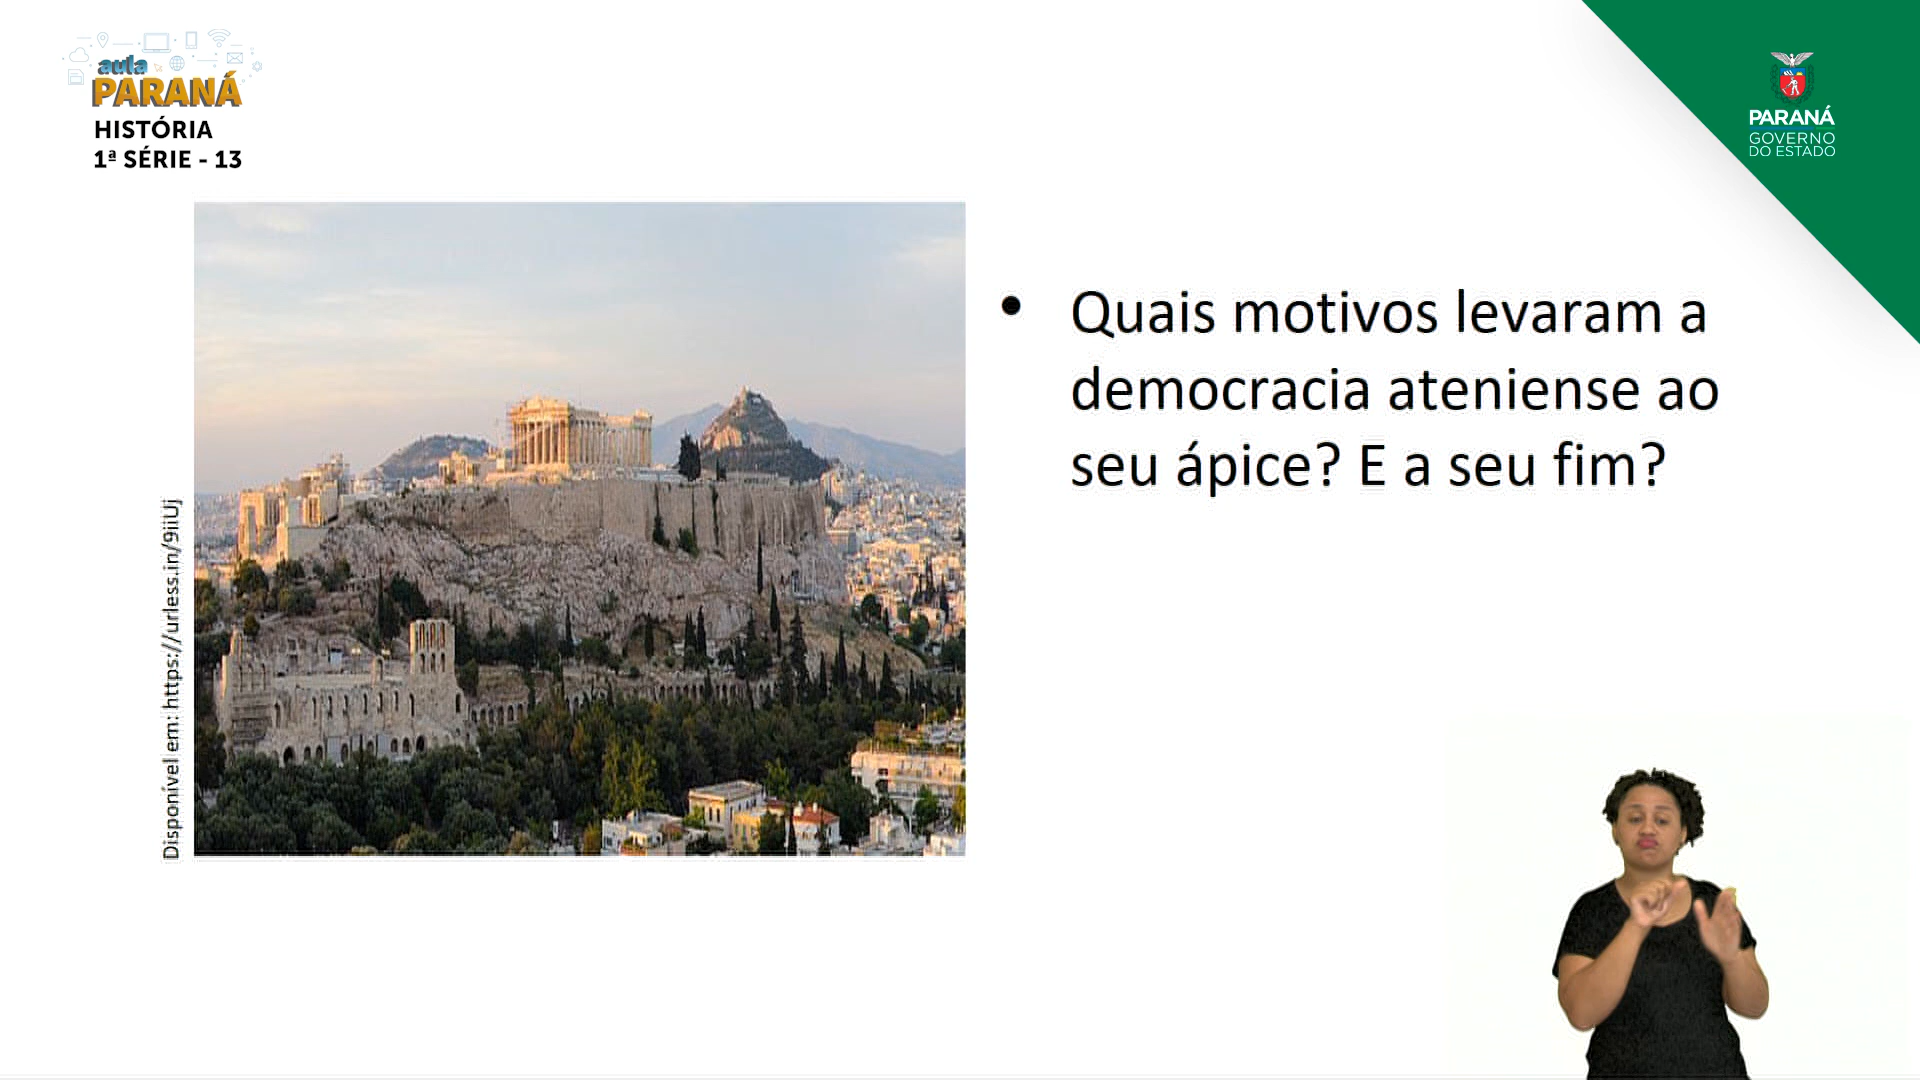 aula
PARANÁ
HISTÓRIA
1ª SÉRIE - 13
PARANÁ
GOVERNO
DO ESTADO
• Quais motivos levaram a
democracia ateniense ao
seu ápice? E a seu fim?
Disponível em: https://urless.in/9iiUj